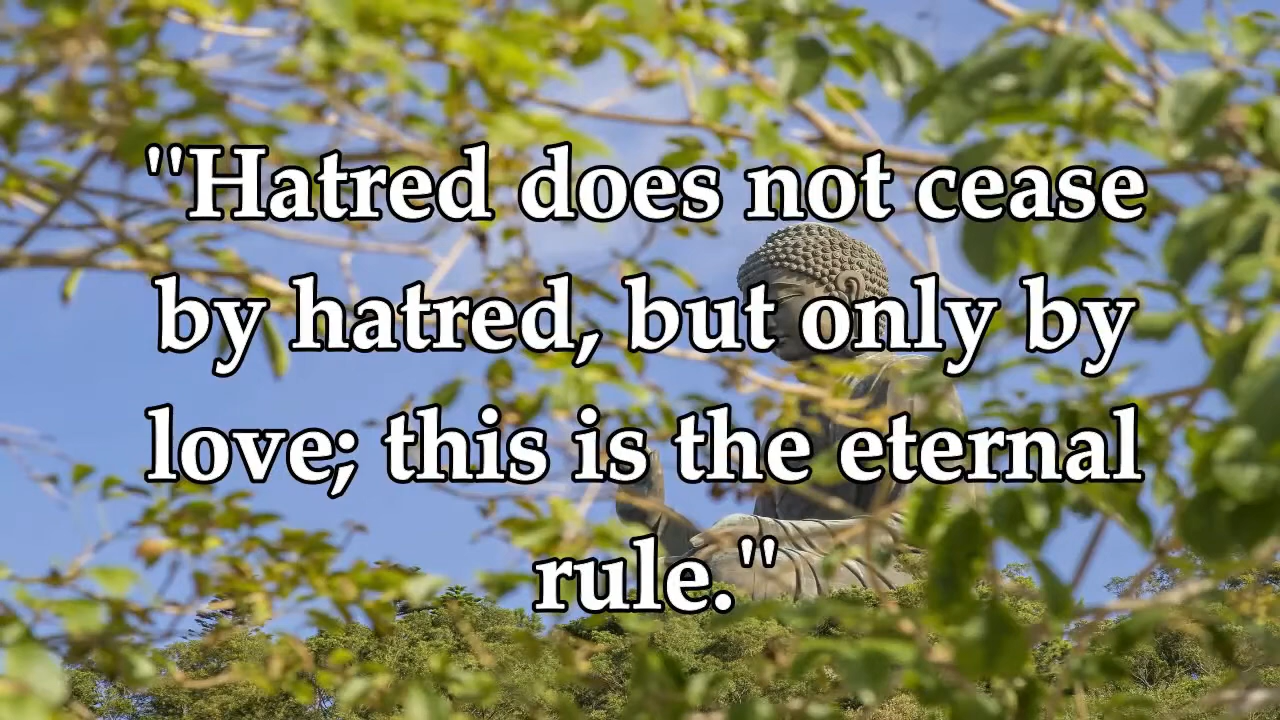 "Hatred does not cease
by hatred, but only by
love; this is the eternal
rule."